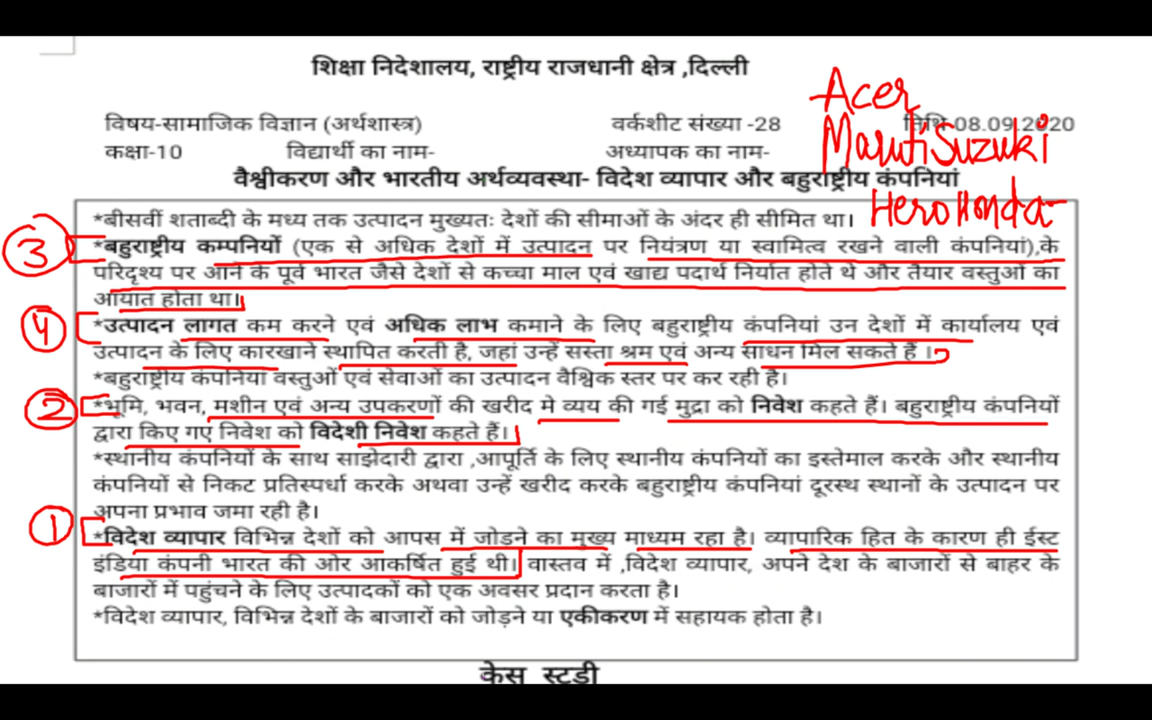 शिक्षा निदेशालय, राष्ट्रीय राजधानी क्षेत्र ,दिल्ली
Acer
विषय-सामाजिक विज्ञान (अर्थशास्त्र) वर्कशीट संख्या -28 तिथि-08.09.2020
Maruti Suzuki
कक्षा-10 विद्यार्थी का नाम- अध्यापक का नाम-
वैश्वीकरण और भारतीय अर्थव्यवस्था- विदेश व्यापार और बहुराष्ट्रीय कंपनियां
Hero Honda
*बीसवीं शताब्दी के मध्य तक उत्पादन मुख्यतः देशों की सीमाओं के अंदर ही सीमित था।
3 *बहुराष्ट्रीय कम्पनियों (एक से अधिक देशों में उत्पादन पर नियंत्रण या स्वामित्व रखने वाली कंपनियां),के
परिदृश्य पर आने के पूर्व भारत जैसे देशों से कच्चा माल एवं खाद्य पदार्थ निर्यात होते थे और तैयार वस्तुओं का
आयात होता था।
4 *उत्पादन लागत कम करने एवं अधिक लाभ कमाने के लिए बहुराष्ट्रीय कंपनियां उन देशों में कार्यालय एवं
उत्पादन के लिए कारखाने स्थापित करती है, जहां उन्हें सस्ता श्रम एवं अन्य साधन मिल सकते हैं ।
*बहुराष्ट्रीय कंपनियां वस्तुओं एवं सेवाओं का उत्पादन वैश्विक स्तर पर कर रही है।
2 *भूमि, भवन, मशीन एवं अन्य उपकरणों की खरीद मे व्यय की गई मुद्रा को निवेश कहते हैं। बहुराष्ट्रीय कंपनियों
द्वारा किए गए निवेश को विदेशी निवेश कहते हैं।
*स्थानीय कंपनियों के साथ साझेदारी द्वारा ,आपूर्ति के लिए स्थानीय कंपनियों का इस्तेमाल करके और स्थानीय
कंपनियों से निकट प्रतिस्पर्धा करके अथवा उन्हें खरीद करके बहुराष्ट्रीय कंपनियां दूरस्थ स्थानों के उत्पादन पर
अपना प्रभाव जमा रही है।
1 *विदेश व्यापार विभिन्न देशों को आपस में जोड़ने का मुख्य माध्यम रहा है। व्यापारिक हित के कारण ही ईस्ट
इंडिया कंपनी भारत की ओर आकर्षित हुई थी। वास्तव में ,विदेश व्यापार, अपने देश के बाजारों से बाहर के
बाजारों में पहुंचने के लिए उत्पादकों को एक अवसर प्रदान करता है।
*विदेश व्यापार, विभिन्न देशों के बाजारों को जोड़ने या एकीकरण में सहायक होता है।
केस स्टडी